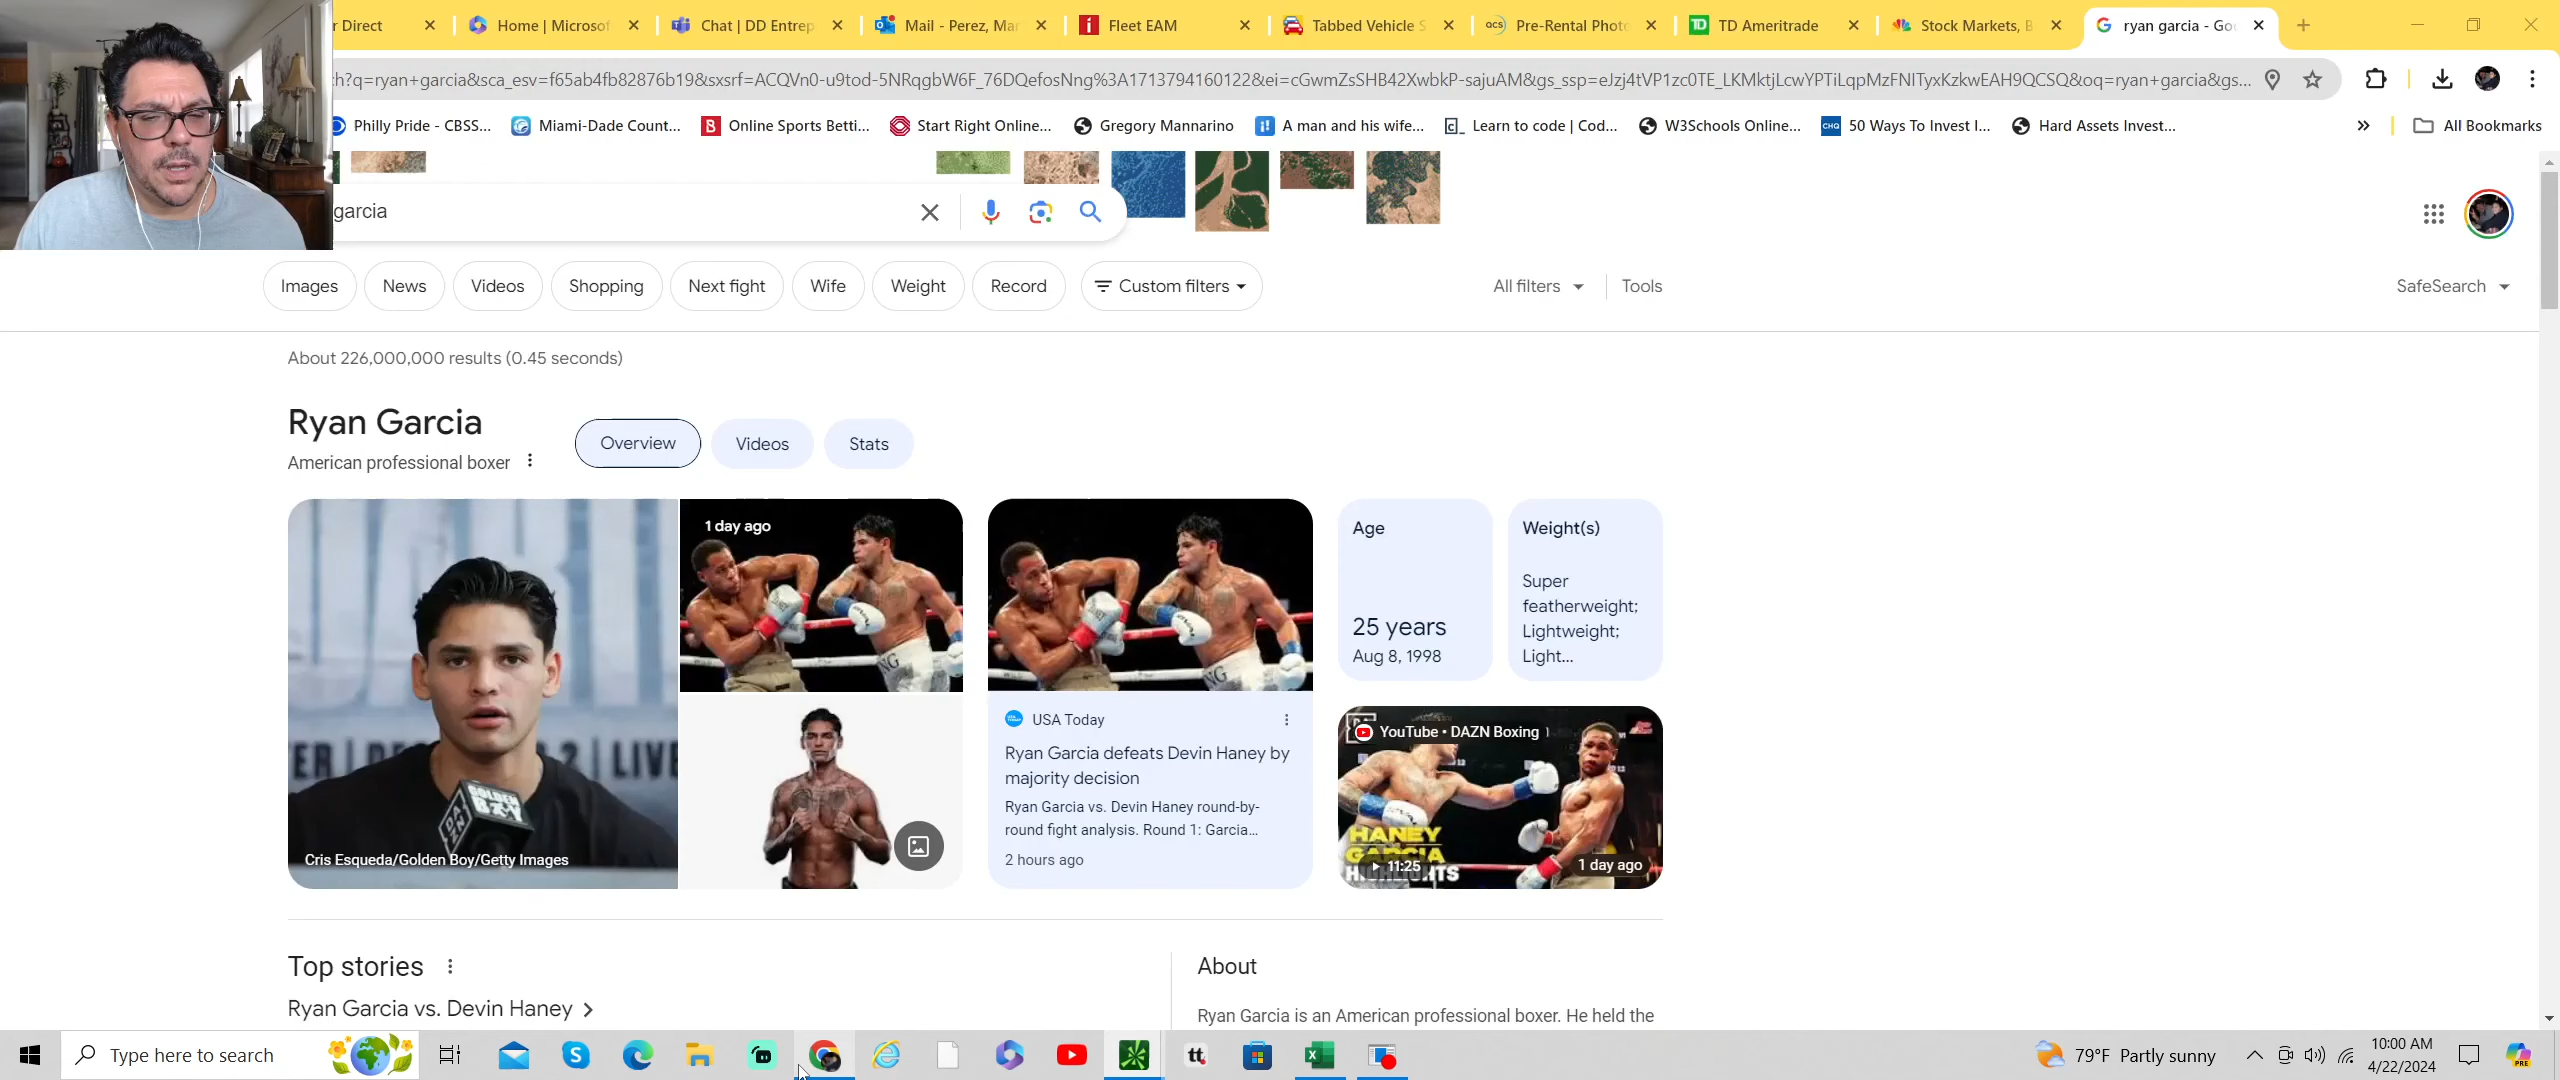 r Direct
Home | Microsof
Chat | DD Entrep
Mail - Perez, Mar
Fleet EAM
Tabbed Vehicle S
Pre-Rental Photo
TD Ameritrade
Stock Markets, B
ryan garcia - Goo
ch?q=ryan+garcia&sca_esv=f65ab4fb82876b19&sxsrf=ACQVn0-u9tod-5NRqgbW6F_76DQefosNng%3A1713794160122&ei=cGwmZsSHB42XwbkP-sajuAM&gs_ssp=eJzj4tVP1zc0TE_LKMktjLcwYPTiLqpMzFNITyxKzkwEAH9QCSQ&oq=ryan+garcia&gs...
Philly Pride - CBSS...
Miami-Dade Count...
Online Sports Betti...
Start Right Online...
Gregory Mannarino
A man and his wife...
Learn to code | Cod...
W3Schools Online...
50 Ways To Invest I...
Hard Assets Invest...
All Bookmarks
garcia
Images
News
Videos
Shopping
Next fight
Wife
Weight
Record
Custom filters
All filters
Tools
SafeSearch
About 226,000,000 results (0.45 seconds)
Ryan Garcia
American professional boxer
Overview
Videos
Stats
GOLDEN BOY
DAZN
Cris Esqueda/Golden Boy/Getty Images
1 day ago
USA Today
Ryan Garcia defeats Devin Haney by
majority decision
Ryan Garcia vs. Devin Haney round-by-
round fight analysis. Round 1: Garcia...
2 hours ago
Age
25 years
Aug 8, 1998
Weight(s)
Super
featherweight;
Lightweight;
Light...
YouTube • DAZN Boxing
HANEY
GARCIA
HIGHLIGHTS
11:25
1 day ago
Top stories
Ryan Garcia vs. Devin Haney
About
Ryan Garcia is an American professional boxer. He held the
Type here to search
79°F Partly sunny
10:00 AM
4/22/2024